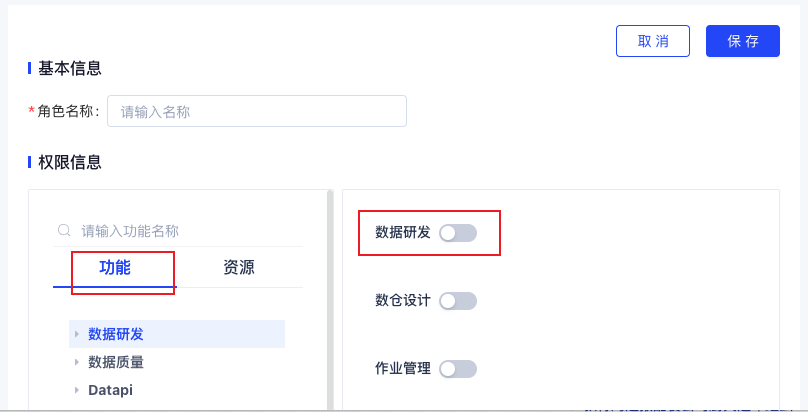 取 消
保 存
基本信息
*角色名称：
请输入名称
权限信息
请输入功能名称
功能
资源
数据研发
数据质量
Datapi
数据研发
数仓设计
作业管理